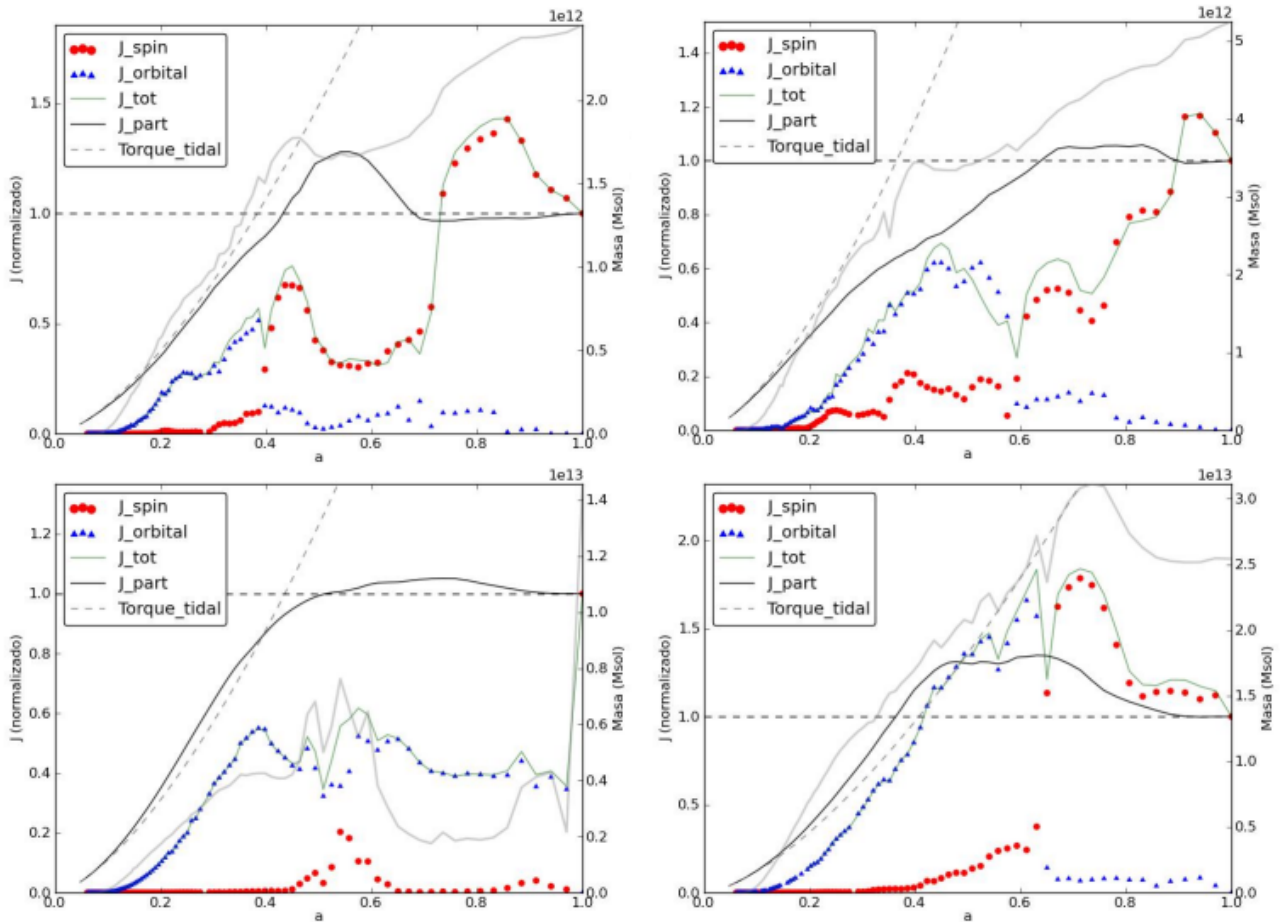 1e12
J_spin
J_orbital
J_tot
J_part
Torque_tidal
J (normalizado)
Masa (Msol)
0.0
0.5
1.0
1.5
0.0
0.5
1.0
1.5
2.0
0.0 0.2 0.4 0.6 0.8 1.0
a
1e12
J_spin
J_orbital
J_tot
J_part
Torque_tidal
J (normalizado)
Masa (Msol)
0.0
0.2
0.4
0.6
0.8
1.0
1.2
1.4
0
1
2
3
4
5
0.0 0.2 0.4 0.6 0.8 1.0
a
1e13
J_spin
J_orbital
J_tot
J_part
Torque_tidal
J (normalizado)
Masa (Msol)
0.0
0.2
0.4
0.6
0.8
1.0
1.2
0.0
0.2
0.4
0.6
0.8
1.0
1.2
1.4
0.0 0.2 0.4 0.6 0.8 1.0
a
1e13
J_spin
J_orbital
J_tot
J_part
Torque_tidal
J (normalizado)
Masa (Msol)
0.0
0.5
1.0
1.5
2.0
0.0
0.5
1.0
1.5
2.0
2.5
3.0
0.0 0.2 0.4 0.6 0.8 1.0
a